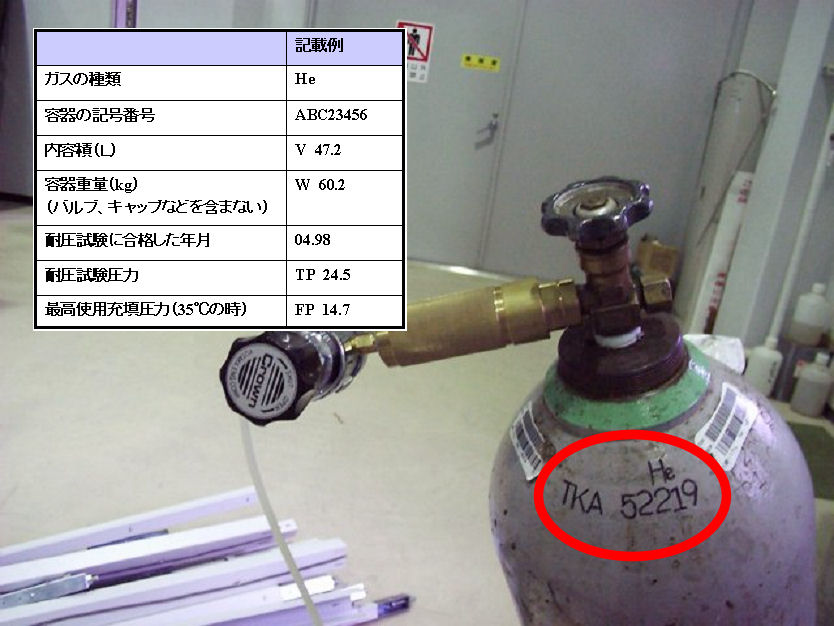 記載例
ガスの種類 He
容器の記号番号 ABC23456
内容積(L) V 47.2
容器重量(kg) W 60.2
(バルブ、キャップなどを含まない)
耐圧試験に合格した年月 04.98
耐圧試験圧力 TP 24.5
最高使用充填圧力(35℃の時) FP 14.7
Crown
He
TKA 52219